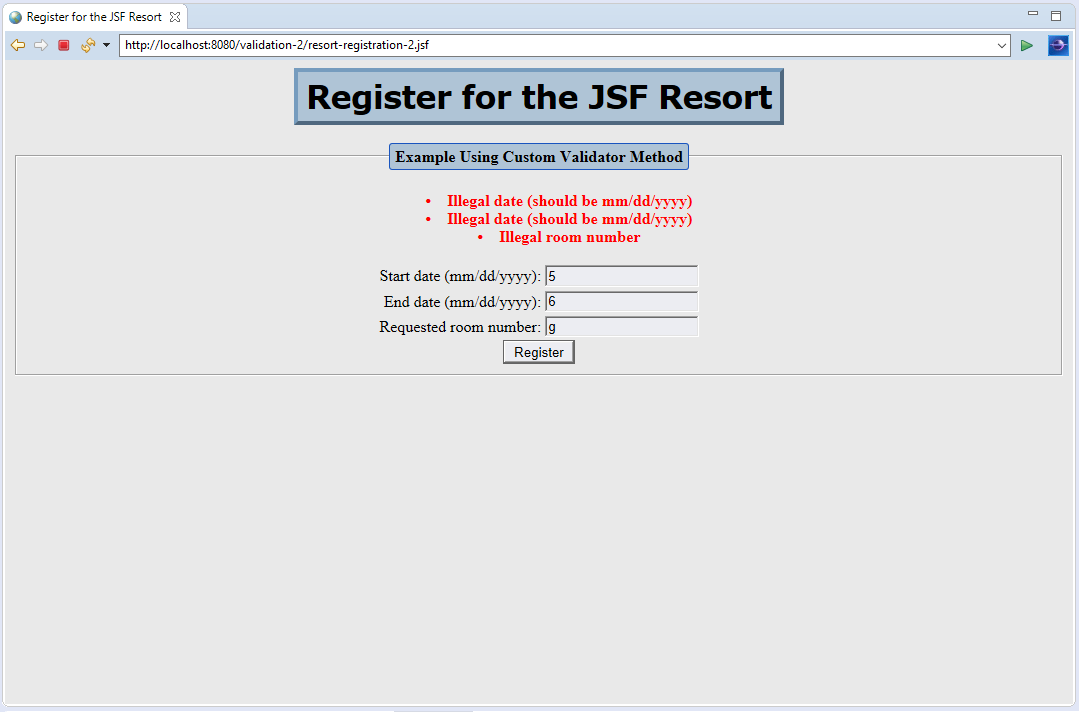 Register for the JSF Resort
http://localhost:8080/validation-2/resort-registration-2.jsf
Register for the JSF Resort
Example Using Custom Validator Method
• Illegal date (should be mm/dd/yyyy)
• Illegal date (should be mm/dd/yyyy)
• Illegal room number
Start date (mm/dd/yyyy): 5
End date (mm/dd/yyyy): 6
Requested room number: g
Register